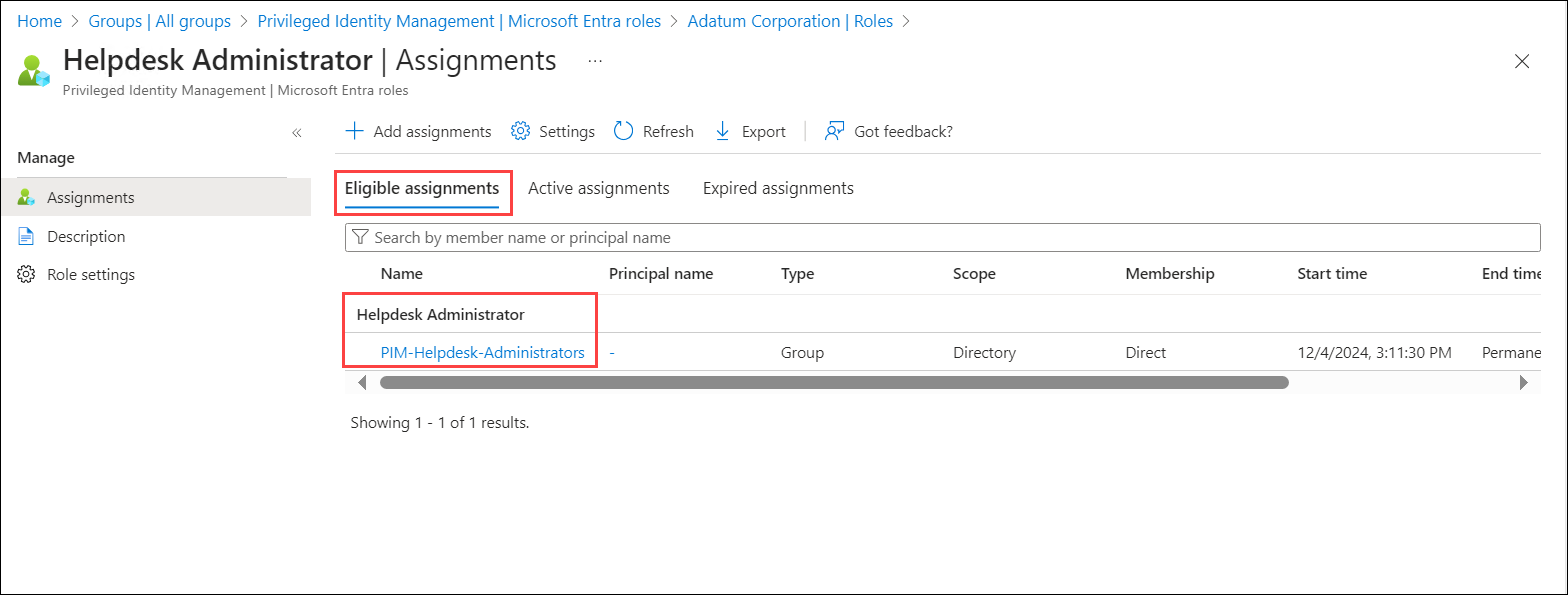 Home > Groups | All groups > Privileged Identity Management | Microsoft Entra roles > Adatum Corporation | Roles >
Helpdesk Administrator | Assignments ...
Privileged Identity Management | Microsoft Entra roles
«
Manage
Assignments
Description
Role settings
Add assignments Settings Refresh Export Got feedback?
Eligible assignments Active assignments Expired assignments
Search by member name or principal name
Name Principal name Type Scope Membership Start time End time
Helpdesk Administrator
PIM-Helpdesk-Administrators - Group Directory Direct 12/4/2024, 3:11:30 PM Permane
Showing 1 - 1 of 1 results.